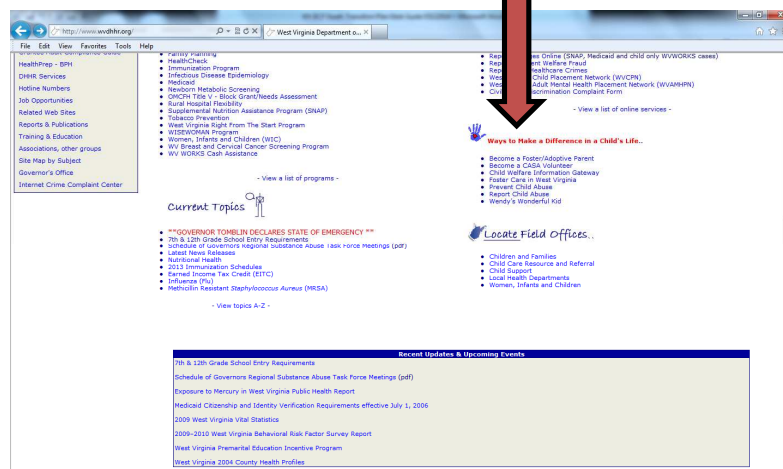 http://www.wvdhhr.org/
West Virginia Department o...
File Edit View Favorites Tools Help
HealthPrep - BPH
DHHR Services
Hotline Numbers
Job Opportunities
Related Web Sites
Reports & Publications
Training & Education
Associations, other groups
Site Map by Subject
Governor's Office
Internet Crime Complaint Center
Family Planning
HealthCheck
Immunization Program
Infectious Disease Epidemiology
Medicaid
Newborn Metabolic Screening
OMCFH Title V - Block Grant/Needs Assessment
Rural Hospital Flexibility
Supplemental Nutrition Assistance Program (SNAP)
Tobacco Prevention
West Virginia Right From The Start Program
WISEWOMAN Program
Women, Infants and Children (WIC)
WV Breast and Cervical Cancer Screening Program
WV WORKS Cash Assistance
- View a list of programs -
Current Topics
**GOVERNOR TOMBLIN DECLARES STATE OF EMERGENCY **
7th & 12th Grade School Entry Requirements
Schedule of Governors Regional Substance Abuse Task Force Meetings (pdf)
Latest News Releases
Nutritional Health
2013 Immunization Schedules
Earned Income Tax Credit (EITC)
Influenza (Flu)
Methicillin Resistant Staphylococcus Aureus (MRSA)
- View topics A-Z -
Online (SNAP, Medicaid and child only WVWORKS cases)
Welfare Fraud
Healthcare Crimes
Child Placement Network (WVCPN)
Adult Mental Health Placement Network (WVAMHPN)
Complaint Form
- View a list of online services -
Ways to Make a Difference in a Child's Life..
Become a Foster/Adoptive Parent
Become a CASA Volunteer
Child Welfare Information Gateway
Foster Care in West Virginia
Prevent Child Abuse
Report Child Abuse
Wendy's Wonderful Kid
Locate Field Offices..
Children and Families
Child Care Resource and Referral
Child Support
Local Health Departments
Women, Infants and Children
Recent Updates & Upcoming Events
7th & 12th Grade School Entry Requirements
Schedule of Governors Regional Substance Abuse Task Force Meetings (pdf)
Exposure to Mercury in West Virginia Public Health Report
Medicaid Citizenship and Identity Verification Requirements effective July 1, 2006
2009 West Virginia Vital Statistics
2009-2010 West Virginia Behavioral Risk Factor Survey Report
West Virginia Premarital Education Incentive Program
West Virginia 2004 County Health Profiles